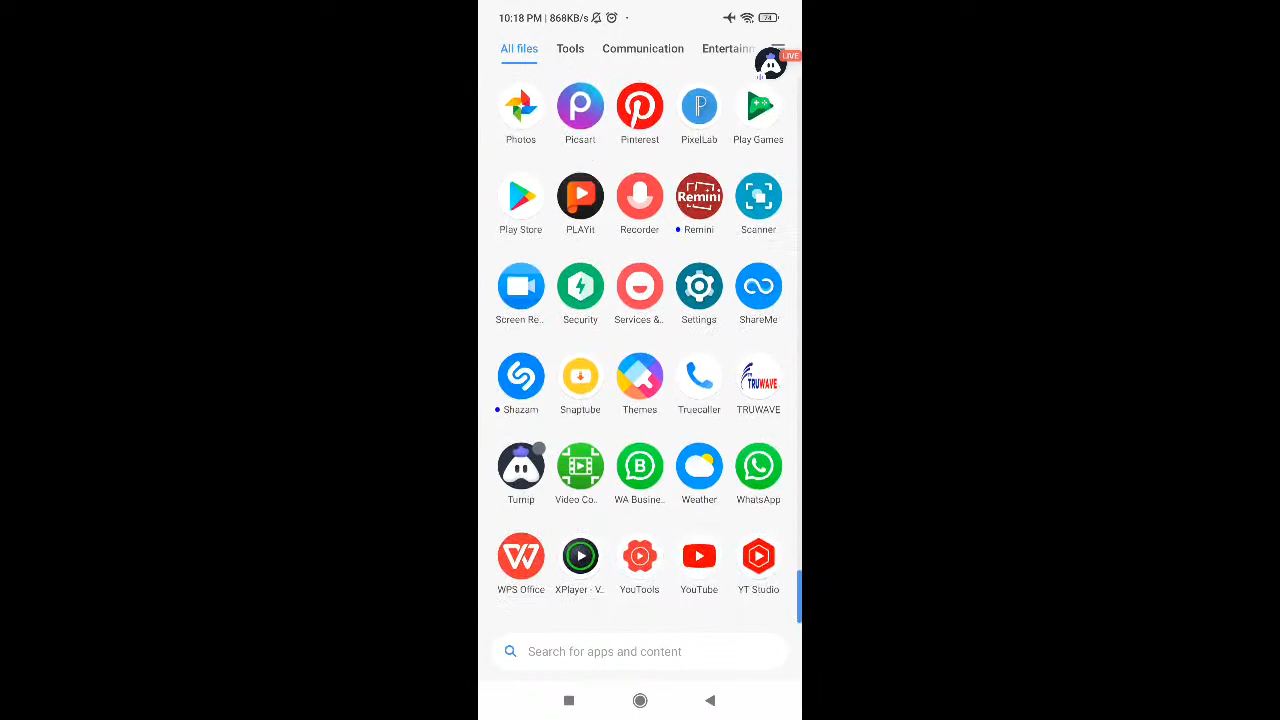 10:18 PM | 868KB/s
74
All files Tools Communication Entertainm
LIVE
Photos Picsart Pinterest PixelLab Play Games
Remini
Play Store PLAYit Recorder Remini Scanner
Screen Re.. Security Services &.. Settings ShareMe
TRUWAVE
Shazam Snaptube Themes Truecaller TRUWAVE
B
Turnip Video Co.. WA Busine.. Weather WhatsApp
WPS Office XPlayer - V.. YouTools YouTube YT Studio
Search for apps and content